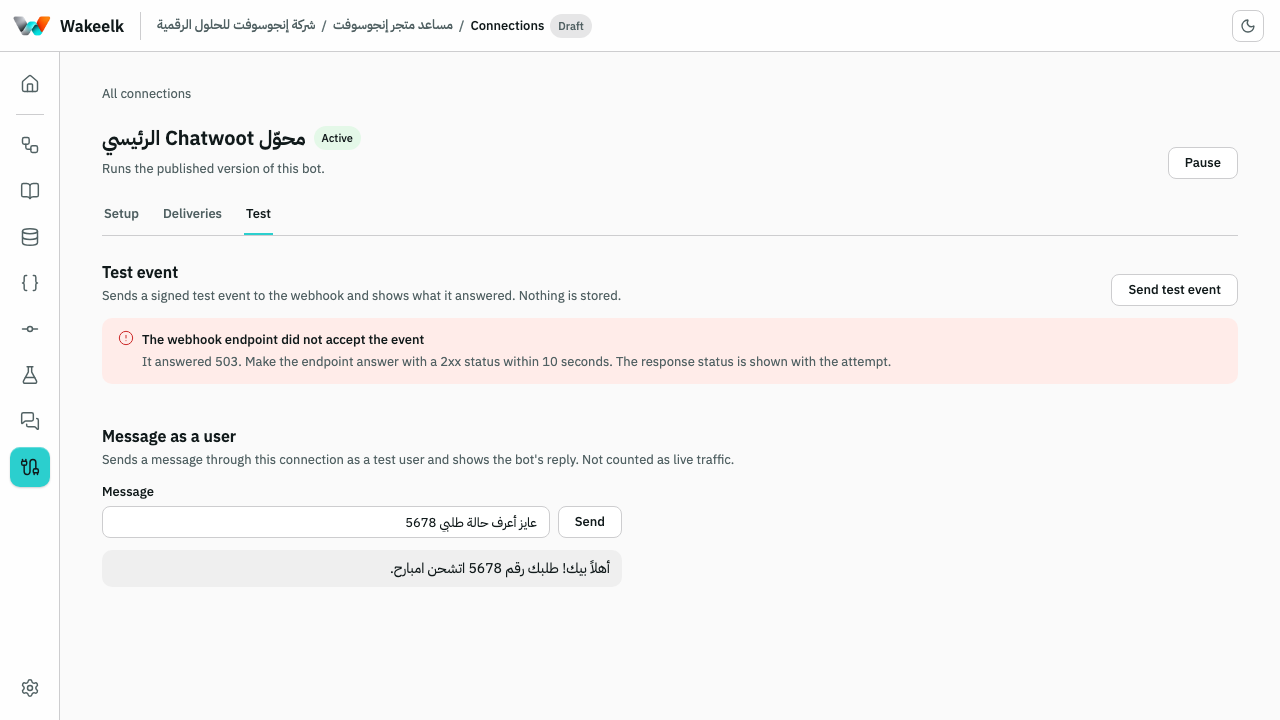 Wakeelk
شركة إنجوسوفت للحلول الرقمية / مساعد متجر إنجوسوفت / Connections Draft
All connections
محوّل Chatwoot الرئيسي Active
Runs the published version of this bot.
Pause
Setup Deliveries Test
Test event
Sends a signed test event to the webhook and shows what it answered. Nothing is stored.
Send test event
The webhook endpoint did not accept the event
It answered 503. Make the endpoint answer with a 2xx status within 10 seconds. The response status is shown with the attempt.
Message as a user
Sends a message through this connection as a test user and shows the bot's reply. Not counted as live traffic.
Message
عايز أعرف حالة طلبي 5678
Send
أهلاً بيك! طلبك رقم 5678 اتشحن امبارح.